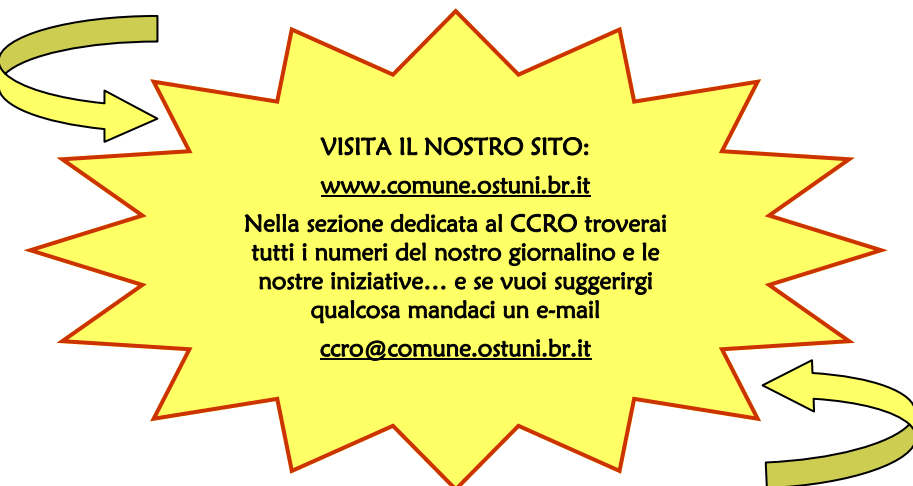 VISITA IL NOSTRO SITO:
www.comune.ostuni.br.it
Nella sezione dedicata al CCRO troverai
tutti i numeri del nostro giornalino e le
nostre iniziative… e se vuoi suggerirgi
qualcosa mandaci un e-mail
ccro@comune.ostuni.br.it